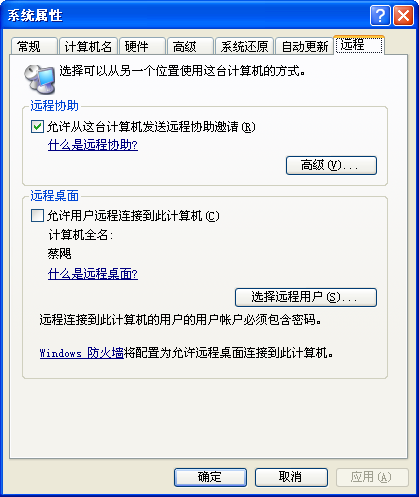 系统属性
常规 计算机名 硬件 高级 系统还原 自动更新 远程
选择可以从另一个位置使用这台计算机的方式。
远程协助
允许从这台计算机发送远程协助邀请(R)
什么是远程协助?
高级(V)...
远程桌面
允许用户远程连接到此计算机(C)
计算机全名:
蔡飓
什么是远程桌面?
选择远程用户(S)...
远程连接到此计算机的用户的用户帐户必须包含密码。
Windows 防火墙将配置为允许远程桌面连接到此计算机。
确定 取消 应用(A)